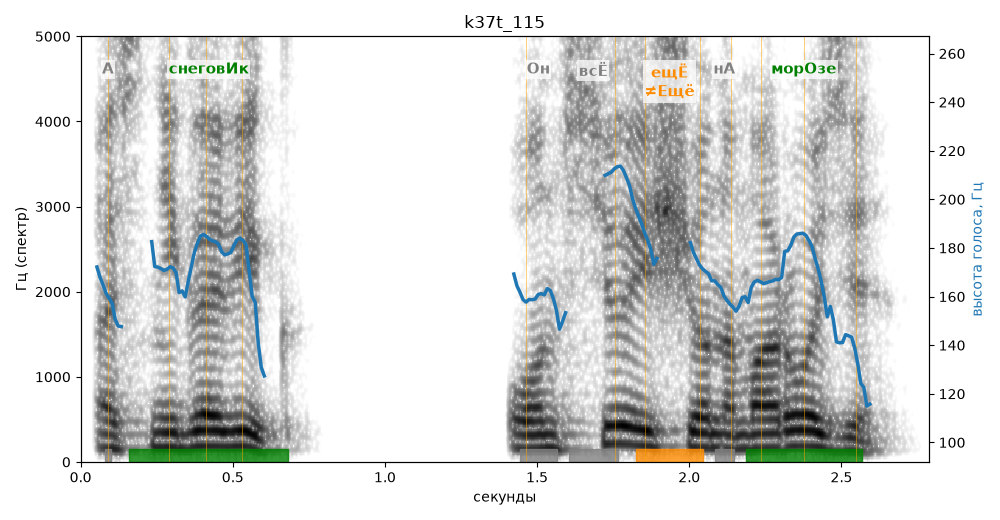 k37t_115
А
снеговИк
Он
всЁ
ещЁ
≠Ещё
нА
морОзе
5000
4000
3000
2000
1000
0
Гц (спектр)
260
240
220
200
180
160
140
120
100
высота голоса, Гц
0.0 0.5 1.0 1.5 2.0 2.5
секунды